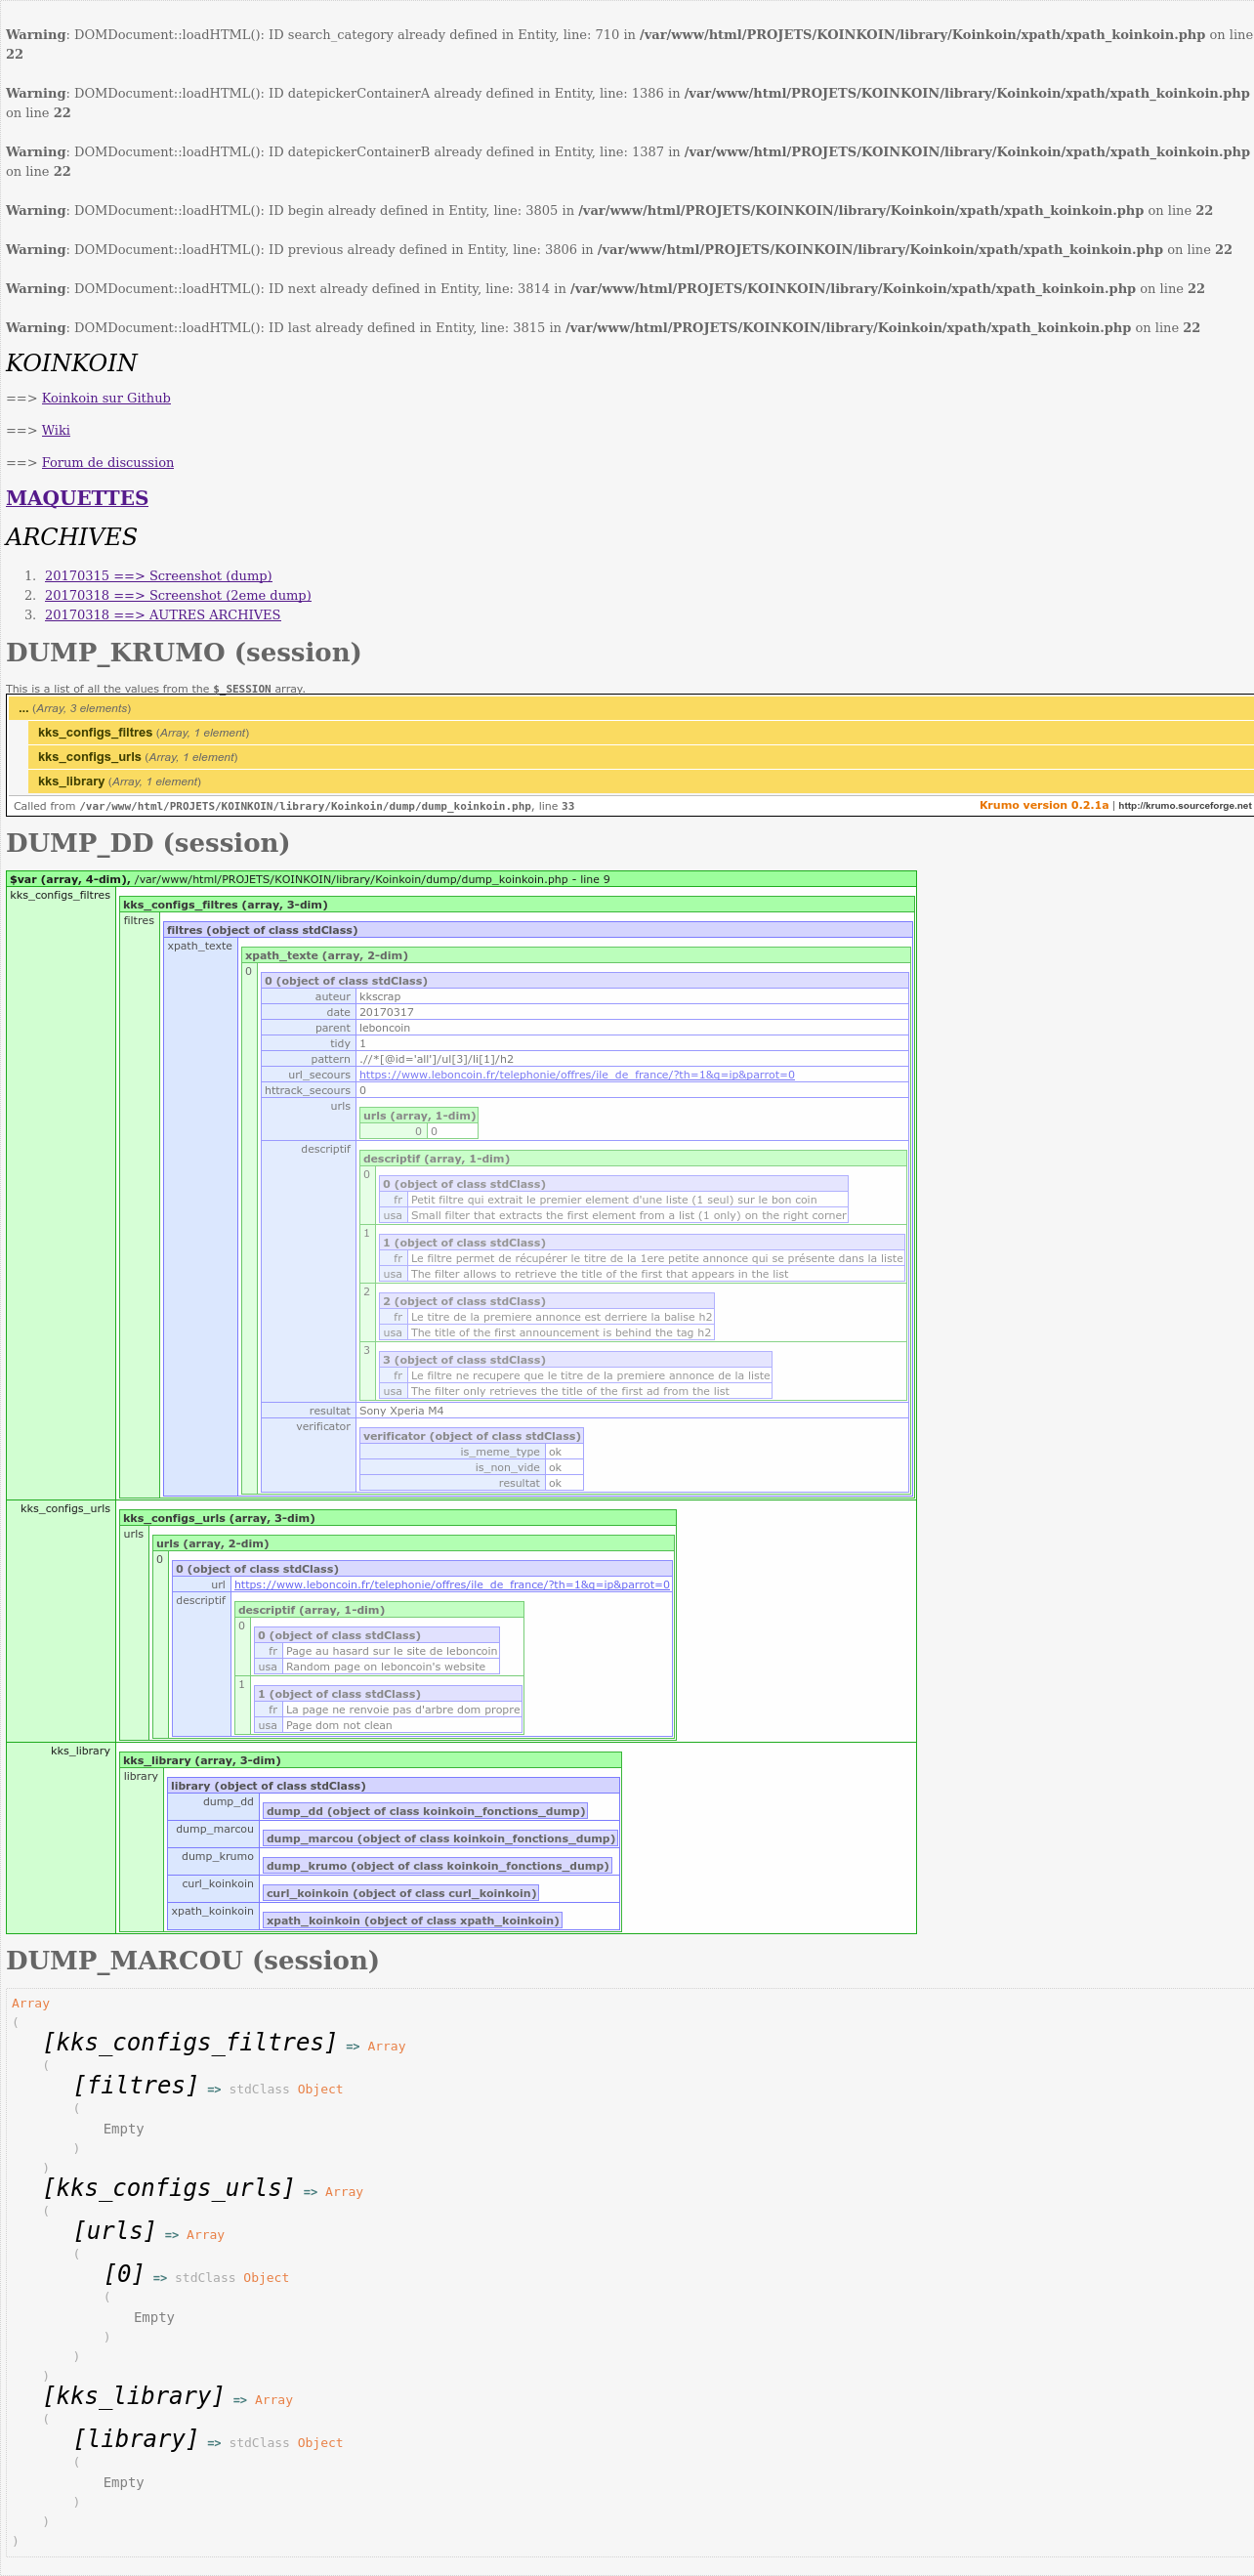 Warning: DOMDocument::loadHTML(): ID search_category already defined in Entity, line: 710 in /var/www/html/PROJETS/KOINKOIN/library/Koinkoin/xpath/xpath_koinkoin.php on line
22
Warning: DOMDocument::loadHTML(): ID datepickerContainerA already defined in Entity, line: 1386 in /var/www/html/PROJETS/KOINKOIN/library/Koinkoin/xpath/xpath_koinkoin.php
on line 22
Warning: DOMDocument::loadHTML(): ID datepickerContainerB already defined in Entity, line: 1387 in /var/www/html/PROJETS/KOINKOIN/library/Koinkoin/xpath/xpath_koinkoin.php
on line 22
Warning: DOMDocument::loadHTML(): ID begin already defined in Entity, line: 3805 in /var/www/html/PROJETS/KOINKOIN/library/Koinkoin/xpath/xpath_koinkoin.php on line 22
Warning: DOMDocument::loadHTML(): ID previous already defined in Entity, line: 3806 in /var/www/html/PROJETS/KOINKOIN/library/Koinkoin/xpath/xpath_koinkoin.php on line 22
Warning: DOMDocument::loadHTML(): ID next already defined in Entity, line: 3814 in /var/www/html/PROJETS/KOINKOIN/library/Koinkoin/xpath/xpath_koinkoin.php on line 22
Warning: DOMDocument::loadHTML(): ID last already defined in Entity, line: 3815 in /var/www/html/PROJETS/KOINKOIN/library/Koinkoin/xpath/xpath_koinkoin.php on line 22
KOINKOIN
==> Koinkoin sur Github
==> Wiki
==> Forum de discussion
MAQUETTES
ARCHIVES
1. 20170315 ==> Screenshot (dump)
2. 20170318 ==> Screenshot (2eme dump)
3. 20170318 ==> AUTRES ARCHIVES
DUMP_KRUMO (session)
This is a list of all the values from the $_SESSION array.
... (Array, 3 elements)
kks_configs_filtres (Array, 1 element)
kks_configs_urls (Array, 1 element)
kks_library (Array, 1 element)
Called from /var/www/html/PROJETS/KOINKOIN/library/Koinkoin/dump/dump_koinkoin.php, line 33 Krumo version 0.2.1a | http://krumo.sourceforge.net
DUMP_DD (session)
$var (array, 4-dim), /var/www/html/PROJETS/KOINKOIN/library/Koinkoin/dump/dump_koinkoin.php - line 9
kks_configs_filtres
kks_configs_filtres (array, 3-dim)
filtres
filtres (object of class stdClass)
xpath_texte
xpath_texte (array, 2-dim)
0
0 (object of class stdClass)
auteur kkscrap
date 20170317
parent leboncoin
tidy 1
pattern .//*[@id='all']/ul[3]/li[1]/h2
url_secours https://www.leboncoin.fr/telephonie/offres/ile_de_france/?th=1&q=ip&parrot=0
httrack_secours 0
urls
urls (array, 1-dim)
0 0
descriptif
descriptif (array, 1-dim)
0
0 (object of class stdClass)
fr Petit filtre qui extrait le premier element d'une liste (1 seul) sur le bon coin
usa Small filter that extracts the first element from a list (1 only) on the right corner
1
1 (object of class stdClass)
fr Le filtre permet de récupérer le titre de la 1ere petite annonce qui se présente dans la liste
usa The filter allows to retrieve the title of the first that appears in the list
2
2 (object of class stdClass)
fr Le titre de la premiere annonce est derriere la balise h2
usa The title of the first announcement is behind the tag h2
3
3 (object of class stdClass)
fr Le filtre ne recupere que le titre de la premiere annonce de la liste
usa The filter only retrieves the title of the first ad from the list
resultat Sony Xperia M4
verificator
verificator (object of class stdClass)
is_meme_type ok
is_non_vide ok
resultat ok
kks_configs_urls
kks_configs_urls (array, 3-dim)
urls
urls (array, 2-dim)
0
0 (object of class stdClass)
url https://www.leboncoin.fr/telephonie/offres/ile_de_france/?th=1&q=ip&parrot=0
descriptif
descriptif (array, 1-dim)
0
0 (object of class stdClass)
fr Page au hasard sur le site de leboncoin
usa Random page on leboncoin's website
1
1 (object of class stdClass)
fr La page ne renvoie pas d'arbre dom propre
usa Page dom not clean
kks_library
kks_library (array, 3-dim)
library
library (object of class stdClass)
dump_dd
dump_dd (object of class koinkoin_fonctions_dump)
dump_marcou
dump_marcou (object of class koinkoin_fonctions_dump)
dump_krumo
dump_krumo (object of class koinkoin_fonctions_dump)
curl_koinkoin
curl_koinkoin (object of class curl_koinkoin)
xpath_koinkoin
xpath_koinkoin (object of class xpath_koinkoin)
DUMP_MARCOU (session)
Array
(
[kks_configs_filtres] => Array
(
[filtres] => stdClass Object
(
Empty
)
)
[kks_configs_urls] => Array
(
[urls] => Array
(
[0] => stdClass Object
(
Empty
)
)
)
[kks_library] => Array
(
[library] => stdClass Object
(
Empty
)
)
)